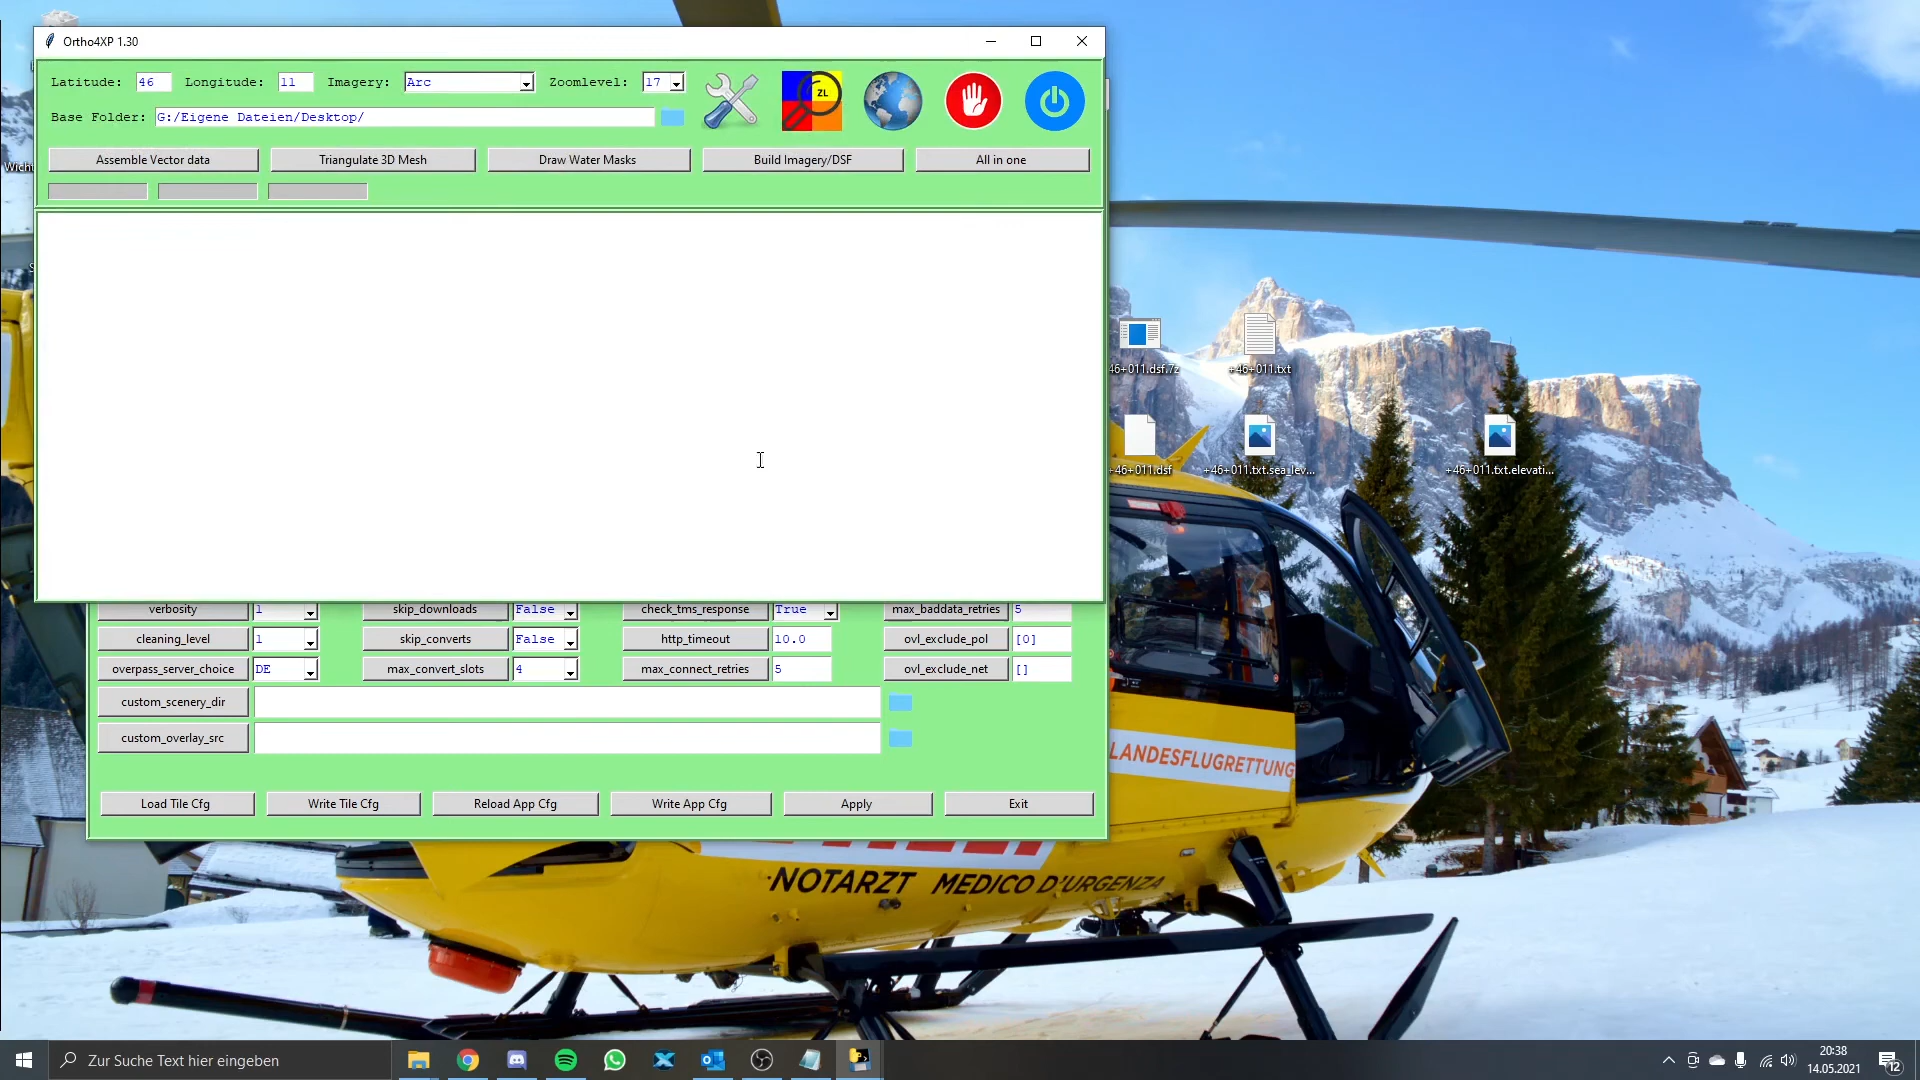 Ortho4XP 1.30
Latitude: 46 Longitude: 11 Imagery: Arc Zoomlevel: 17
ZL
Base Folder: G:/Eigene Dateien/Desktop/
Assemble Vector data Triangulate 3D Mesh Draw Water Masks Build Imagery/DSF All in one
verbosity 1 skip_downloads False check_tms_response True max_baddata_retries 5
cleaning_level 1 skip_converts False http_timeout 10.0 ovl_exclude_pol [0]
overpass_server_choice DE max_convert_slots 4 max_connect_retries 5 ovl_exclude_net []
custom_scenery_dir
custom_overlay_src
Load Tile Cfg Write Tile Cfg Reload App Cfg Write App Cfg Apply Exit
46+011.dsf.7z +46+011.txt
+46+011.dsf +46+011.txt.sea_lev... +46+011.txt.elevati...
LANDESFLUGRETTUNG
NOTARZT MEDICO D'URGENZA
Zur Suche Text hier eingeben
20:38
14.05.2021
12